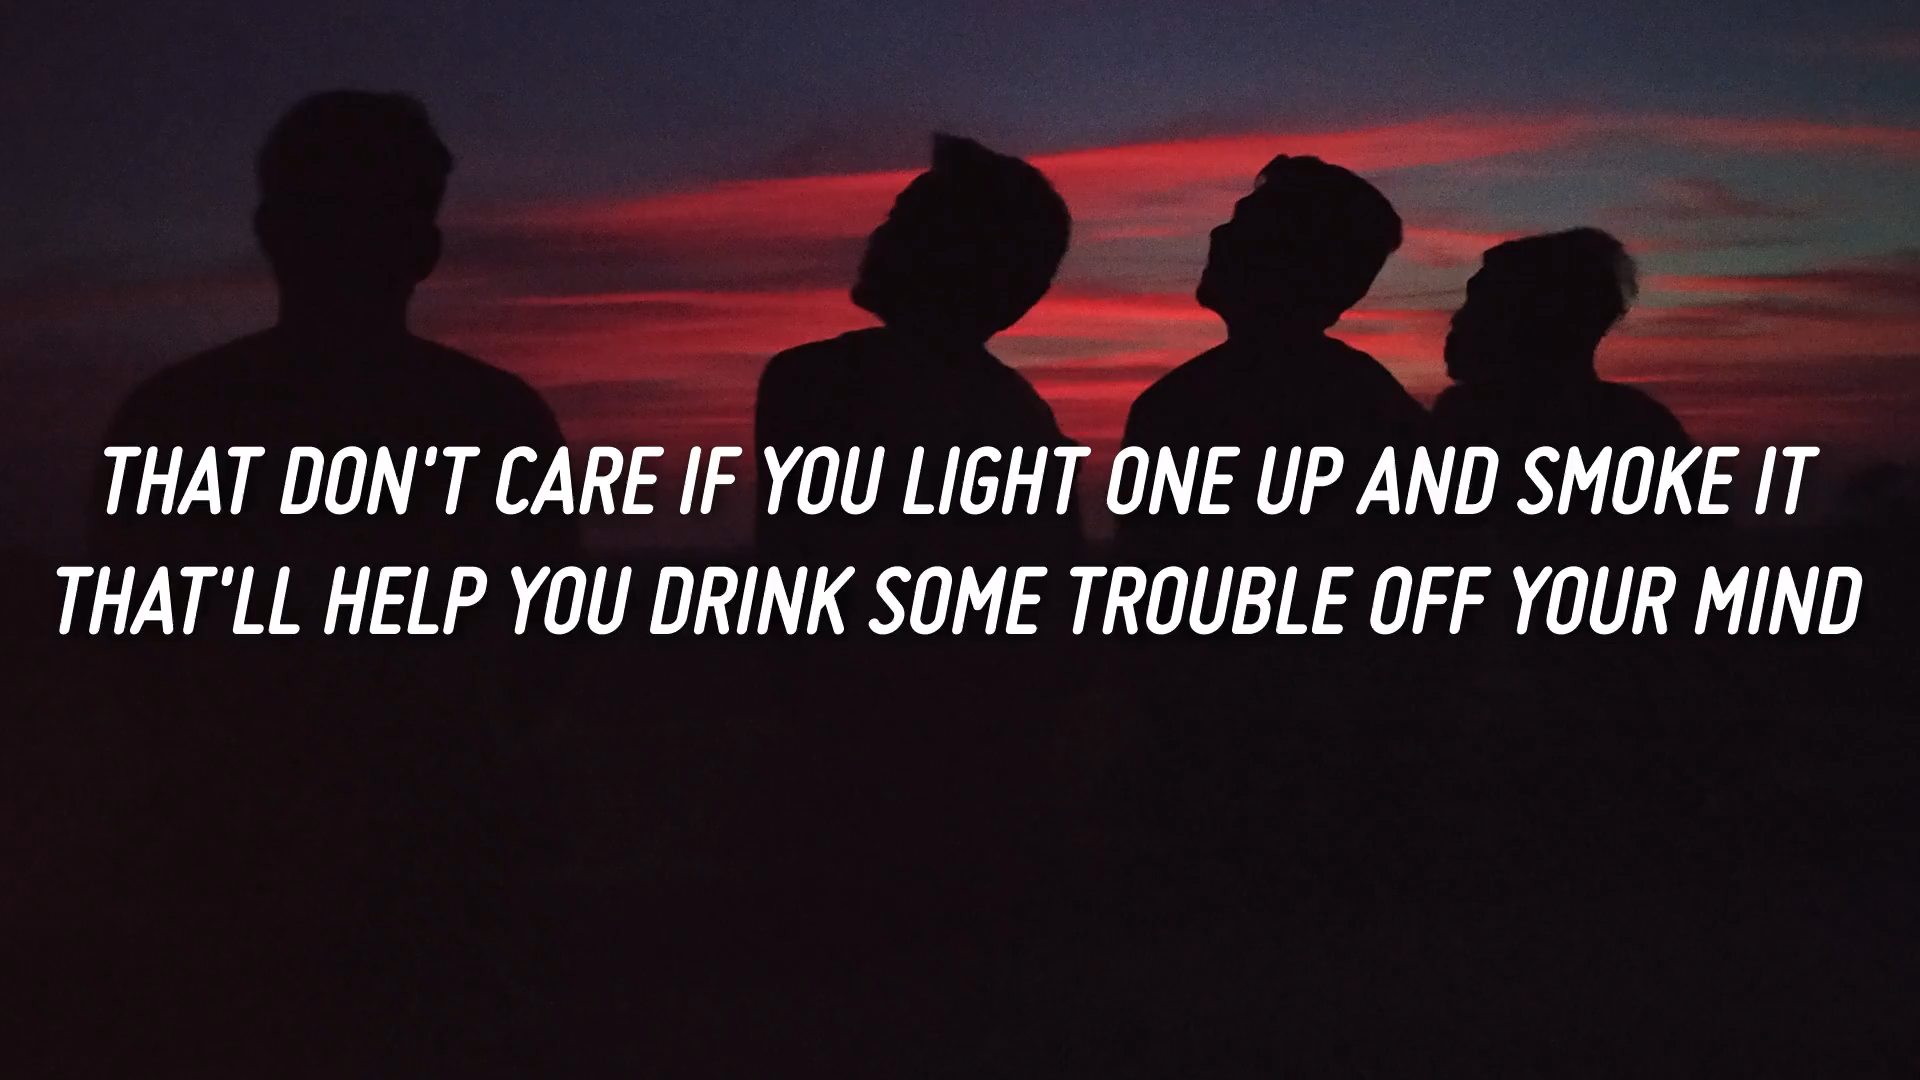 THAT DON'T CARE IF YOU LIGHT ONE UP AND SMOKE IT
THAT'LL HELP YOU DRINK SOME TROUBLE OFF YOUR MIND